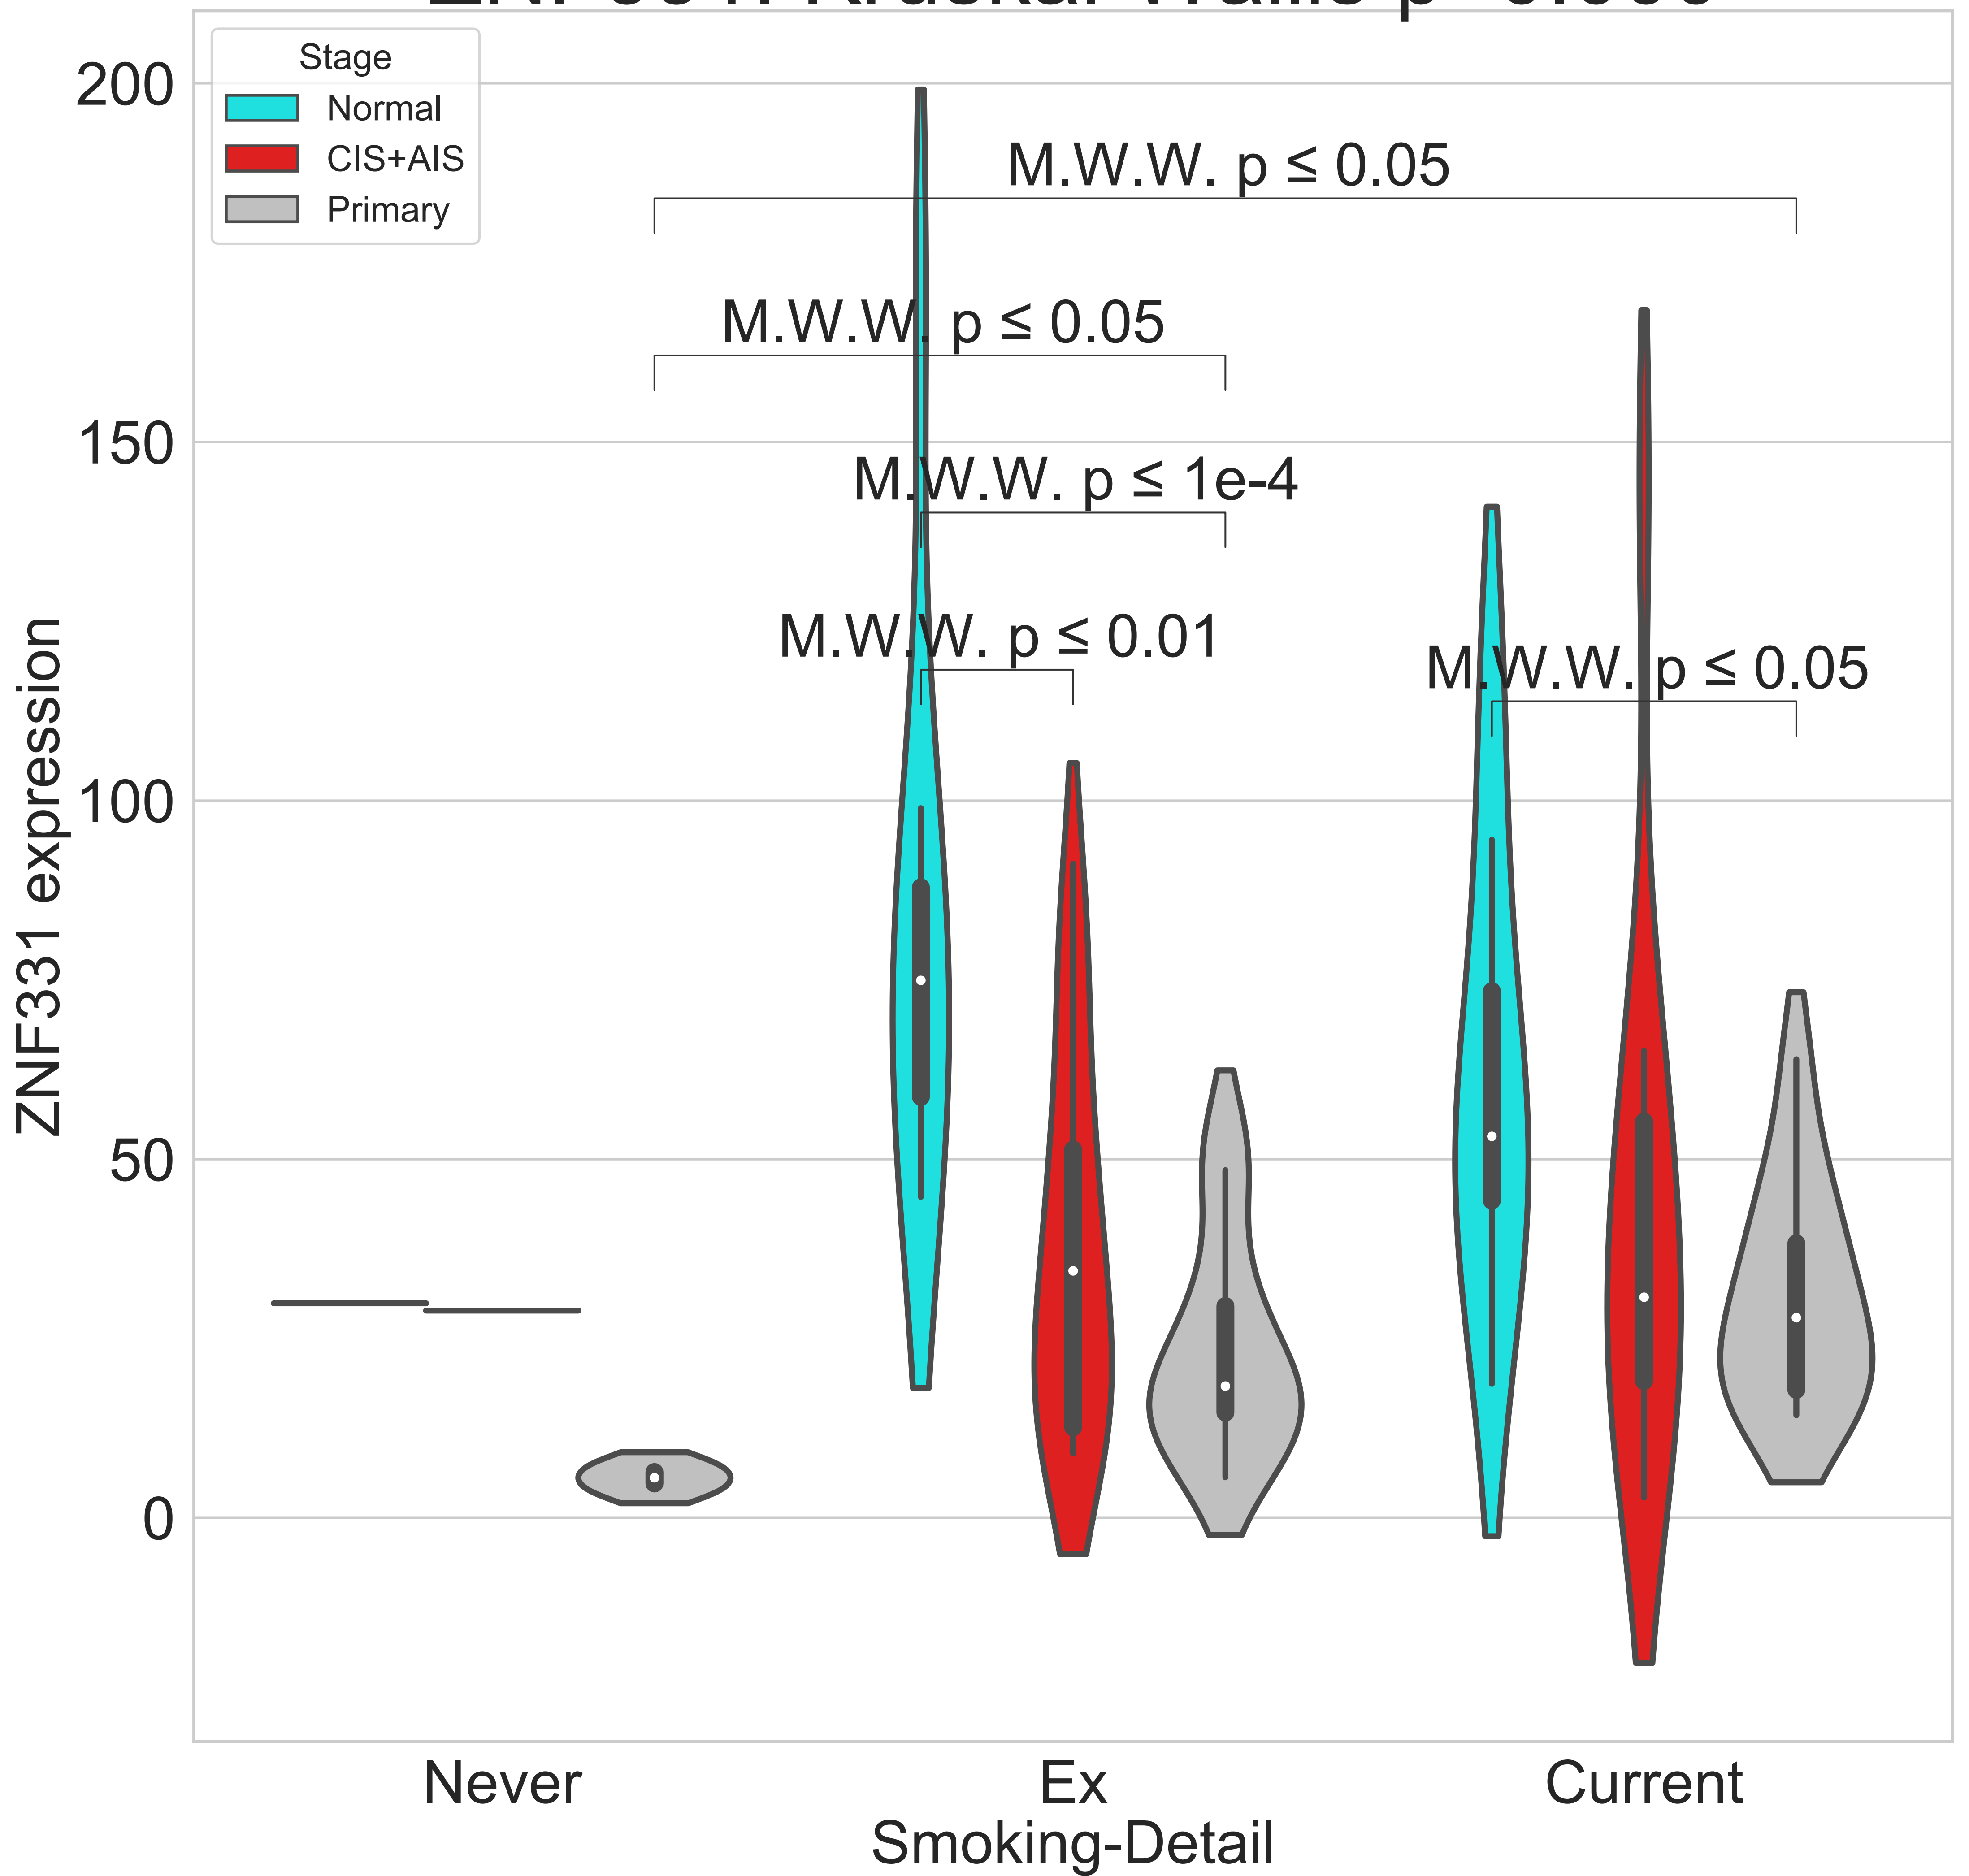 Stage
Normal
CIS+AIS
Primary
200
150
100
50
0
ZNF331 expression
M.W.W. p ≤ 0.05
M.W.W. p ≤ 0.05
M.W.W. p ≤ 1e-4
M.W.W. p ≤ 0.01
M.W.W. p ≤ 0.05
Never
Ex
Current
Smoking-Detail